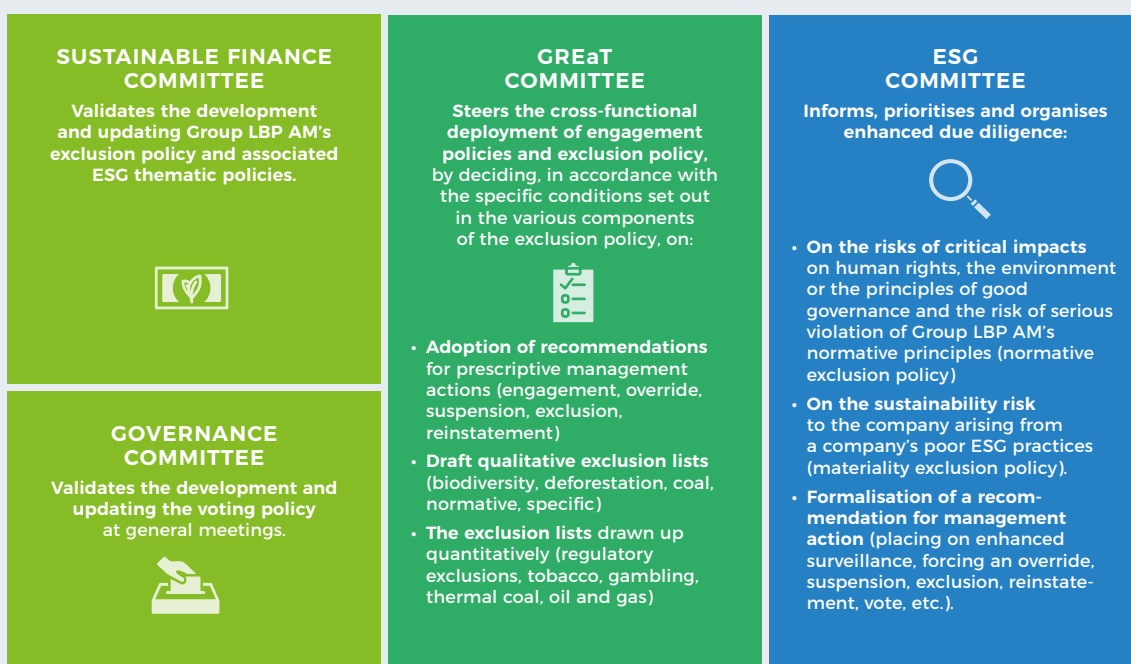 SUSTAINABLE FINANCE
COMMITTEE
Validates the development
and updating Group LBP AM's
exclusion policy and associated
ESG thematic policies.
GOVERNANCE
COMMITTEE
Validates the development and
updating the voting policy
at general meetings.
GREaT
COMMITTEE
Steers the cross-functional
deployment of engagement
policies and exclusion policy,
by deciding, in accordance with
the specific conditions set out
in the various components
of the exclusion policy, on:
• Adoption of recommendations
for prescriptive management
actions (engagement, override,
suspension, exclusion,
reinstatement)
• Draft qualitative exclusion lists
(biodiversity, deforestation, coal,
normative, specific)
• The exclusion lists drawn up
quantitatively (regulatory
exclusions, tobacco, gambling,
thermal coal, oil and gas)
ESG
COMMITTEE
Informs, prioritises and organises
enhanced due diligence:
• On the risks of critical impacts
on human rights, the environment
or the principles of good
governance and the risk of serious
violation of Group LBP AM's
normative principles (normative
exclusion policy)
• On the sustainability risk
to the company arising from
a company's poor ESG practices
(materiality exclusion policy).
• Formalisation of a recom-
mendation for management
action (placing on enhanced
surveillance, forcing an override,
suspension, exclusion, reinstate-
ment, vote, etc.).